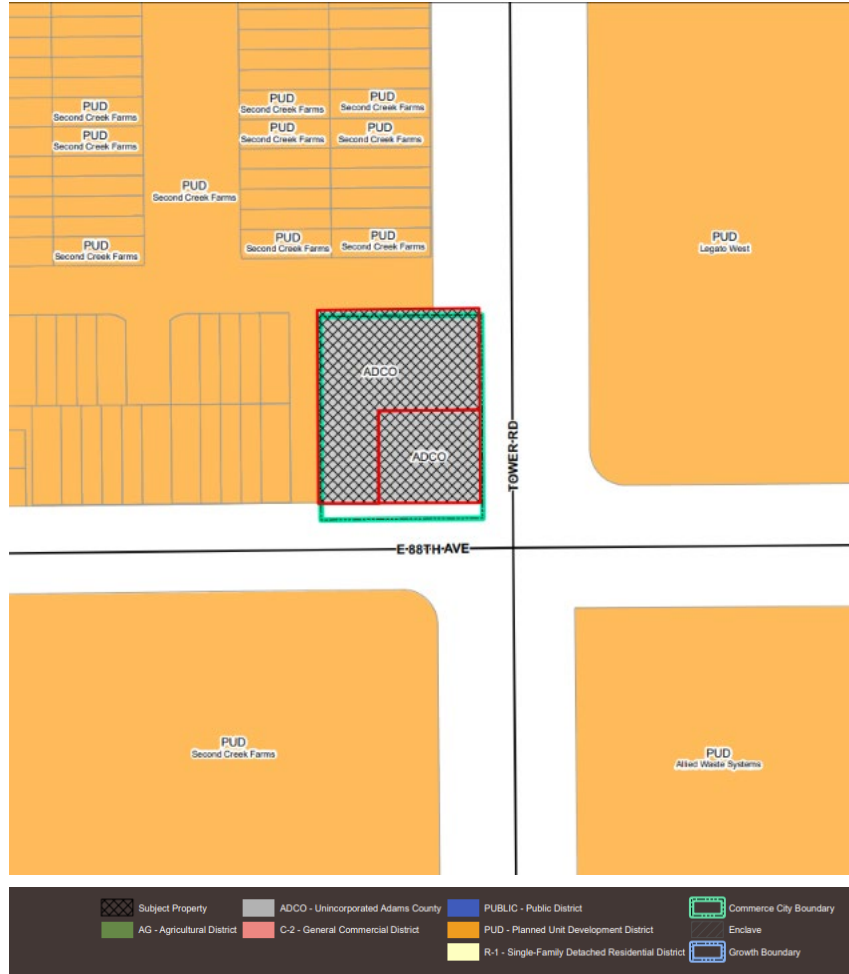 PUD
Second Creek Farms
PUD
Second Creek Farms
PUD
Second Creek Farms
PUD
Second Creek Farms
PUD
Second Creek Farms
PUD
Second Creek Farms
PUD
Second Creek Farms
PUD
Second Creek Farms
PUD
Second Creek Farms
PUD
Second Creek Farms
PUD
Legato West
ADCO
ADCO
TOWER RD
E 88TH AVE
PUD
Second Creek Farms
PUD
Allied Waste Systems
Subject Property
ADCO - Unincorporated Adams County
PUBLIC - Public District
Commerce City Boundary
AG - Agricultural District
C-2 - General Commercial District
PUD - Planned Unit Development District
Enclave
R-1 - Single-Family Detached Residential District
Growth Boundary